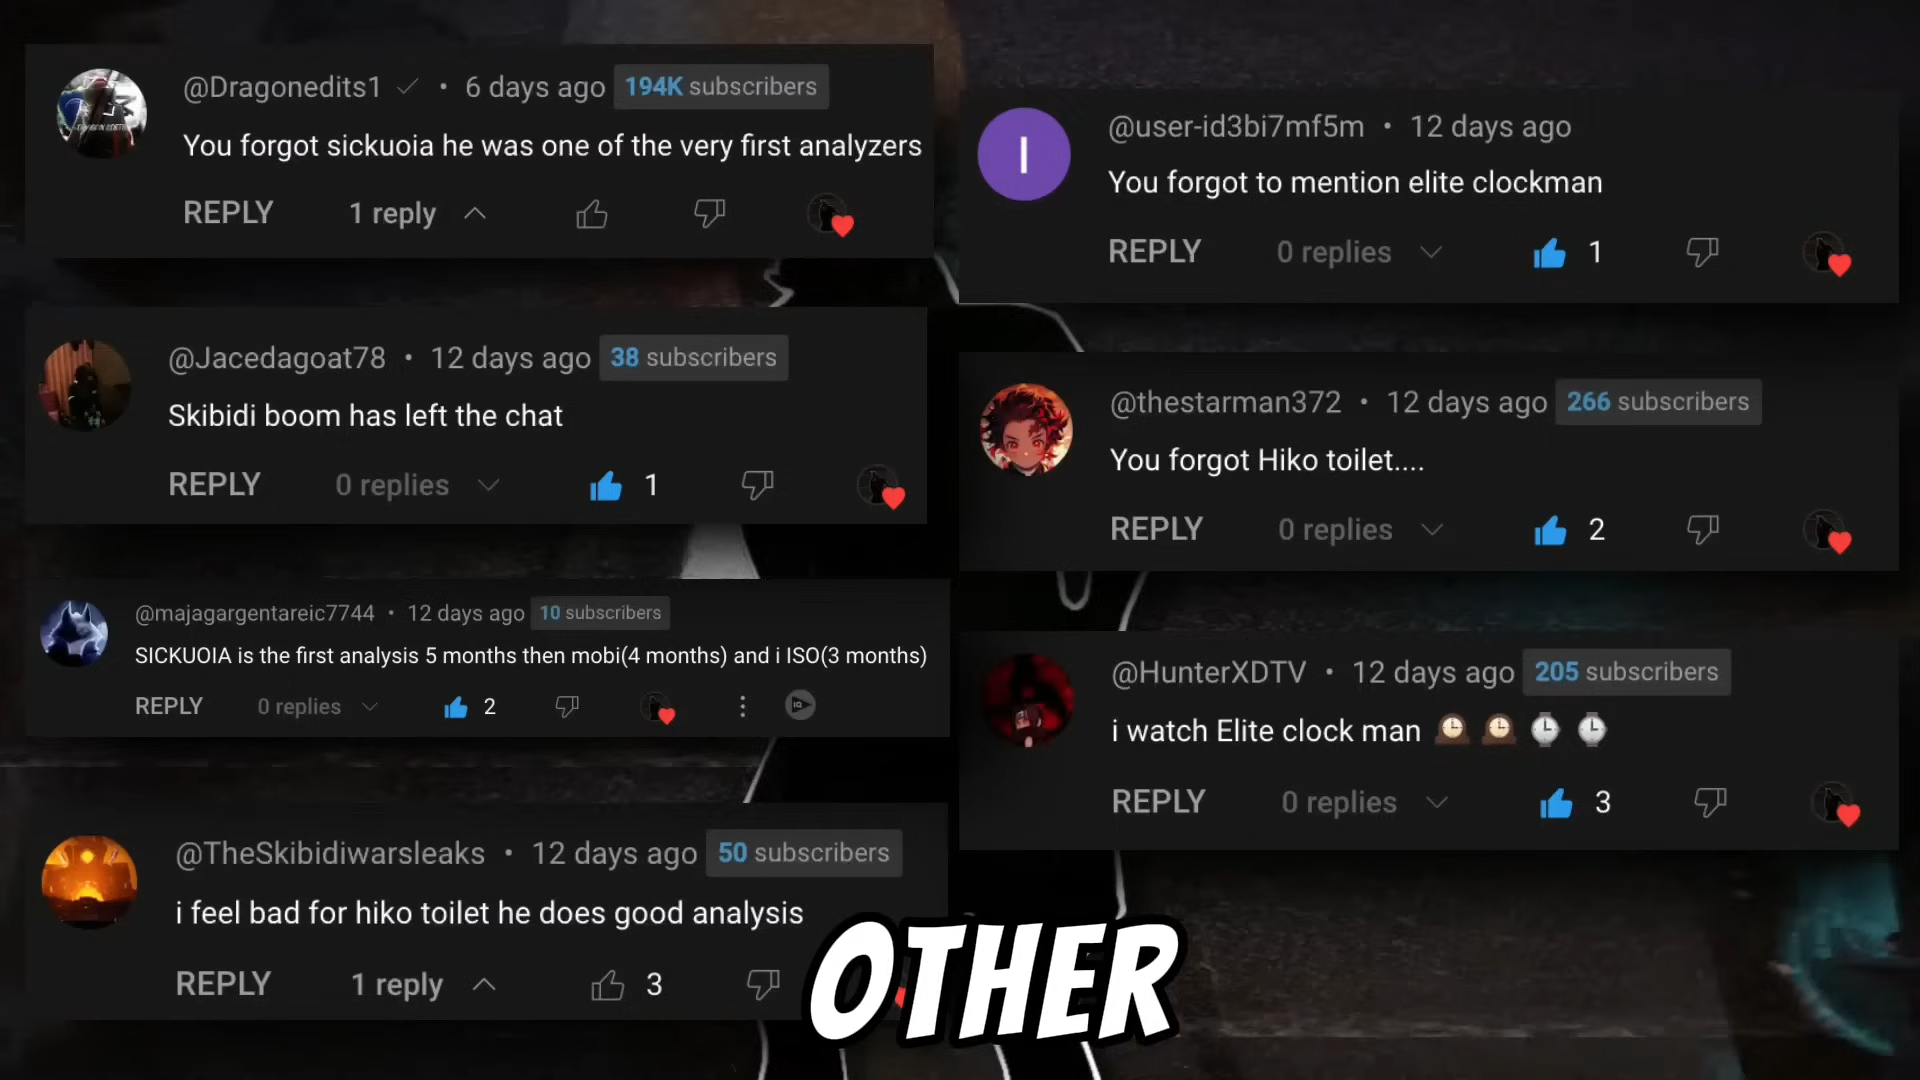 @Dragonedits1 • 6 days ago 194K subscribers
You forgot sickuoia he was one of the very first analyzers
REPLY 1 reply
@Jacedagoat78 • 12 days ago 38 subscribers
Skibidi boom has left the chat
REPLY 0 replies 1
@majagargentareic7744 • 12 days ago 10 subscribers
SICKUOIA is the first analysis 5 months then mobi(4 months) and i ISO(3 months)
REPLY 0 replies 2
@TheSkibidiwarsleaks • 12 days ago 50 subscribers
i feel bad for hiko toilet he does good analysis
REPLY 1 reply 3
@user-id3bi7mf5m • 12 days ago
You forgot to mention elite clockman
REPLY 0 replies 1
@thestarman372 • 12 days ago 266 subscribers
You forgot Hiko toilet....
REPLY 0 replies 2
@HunterXDTV • 12 days ago 205 subscribers
i watch Elite clock man 🕰️ 🕰️ ⌚ ⌚
REPLY 0 replies 3
OTHER